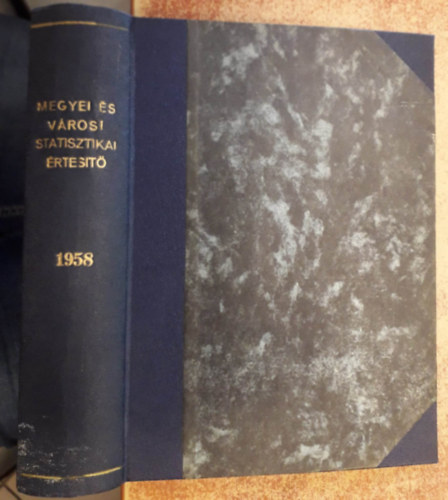 MEGYEI ÉS
VÁROSI
STATISZTIKAI
ÉRTESITŐ
1958